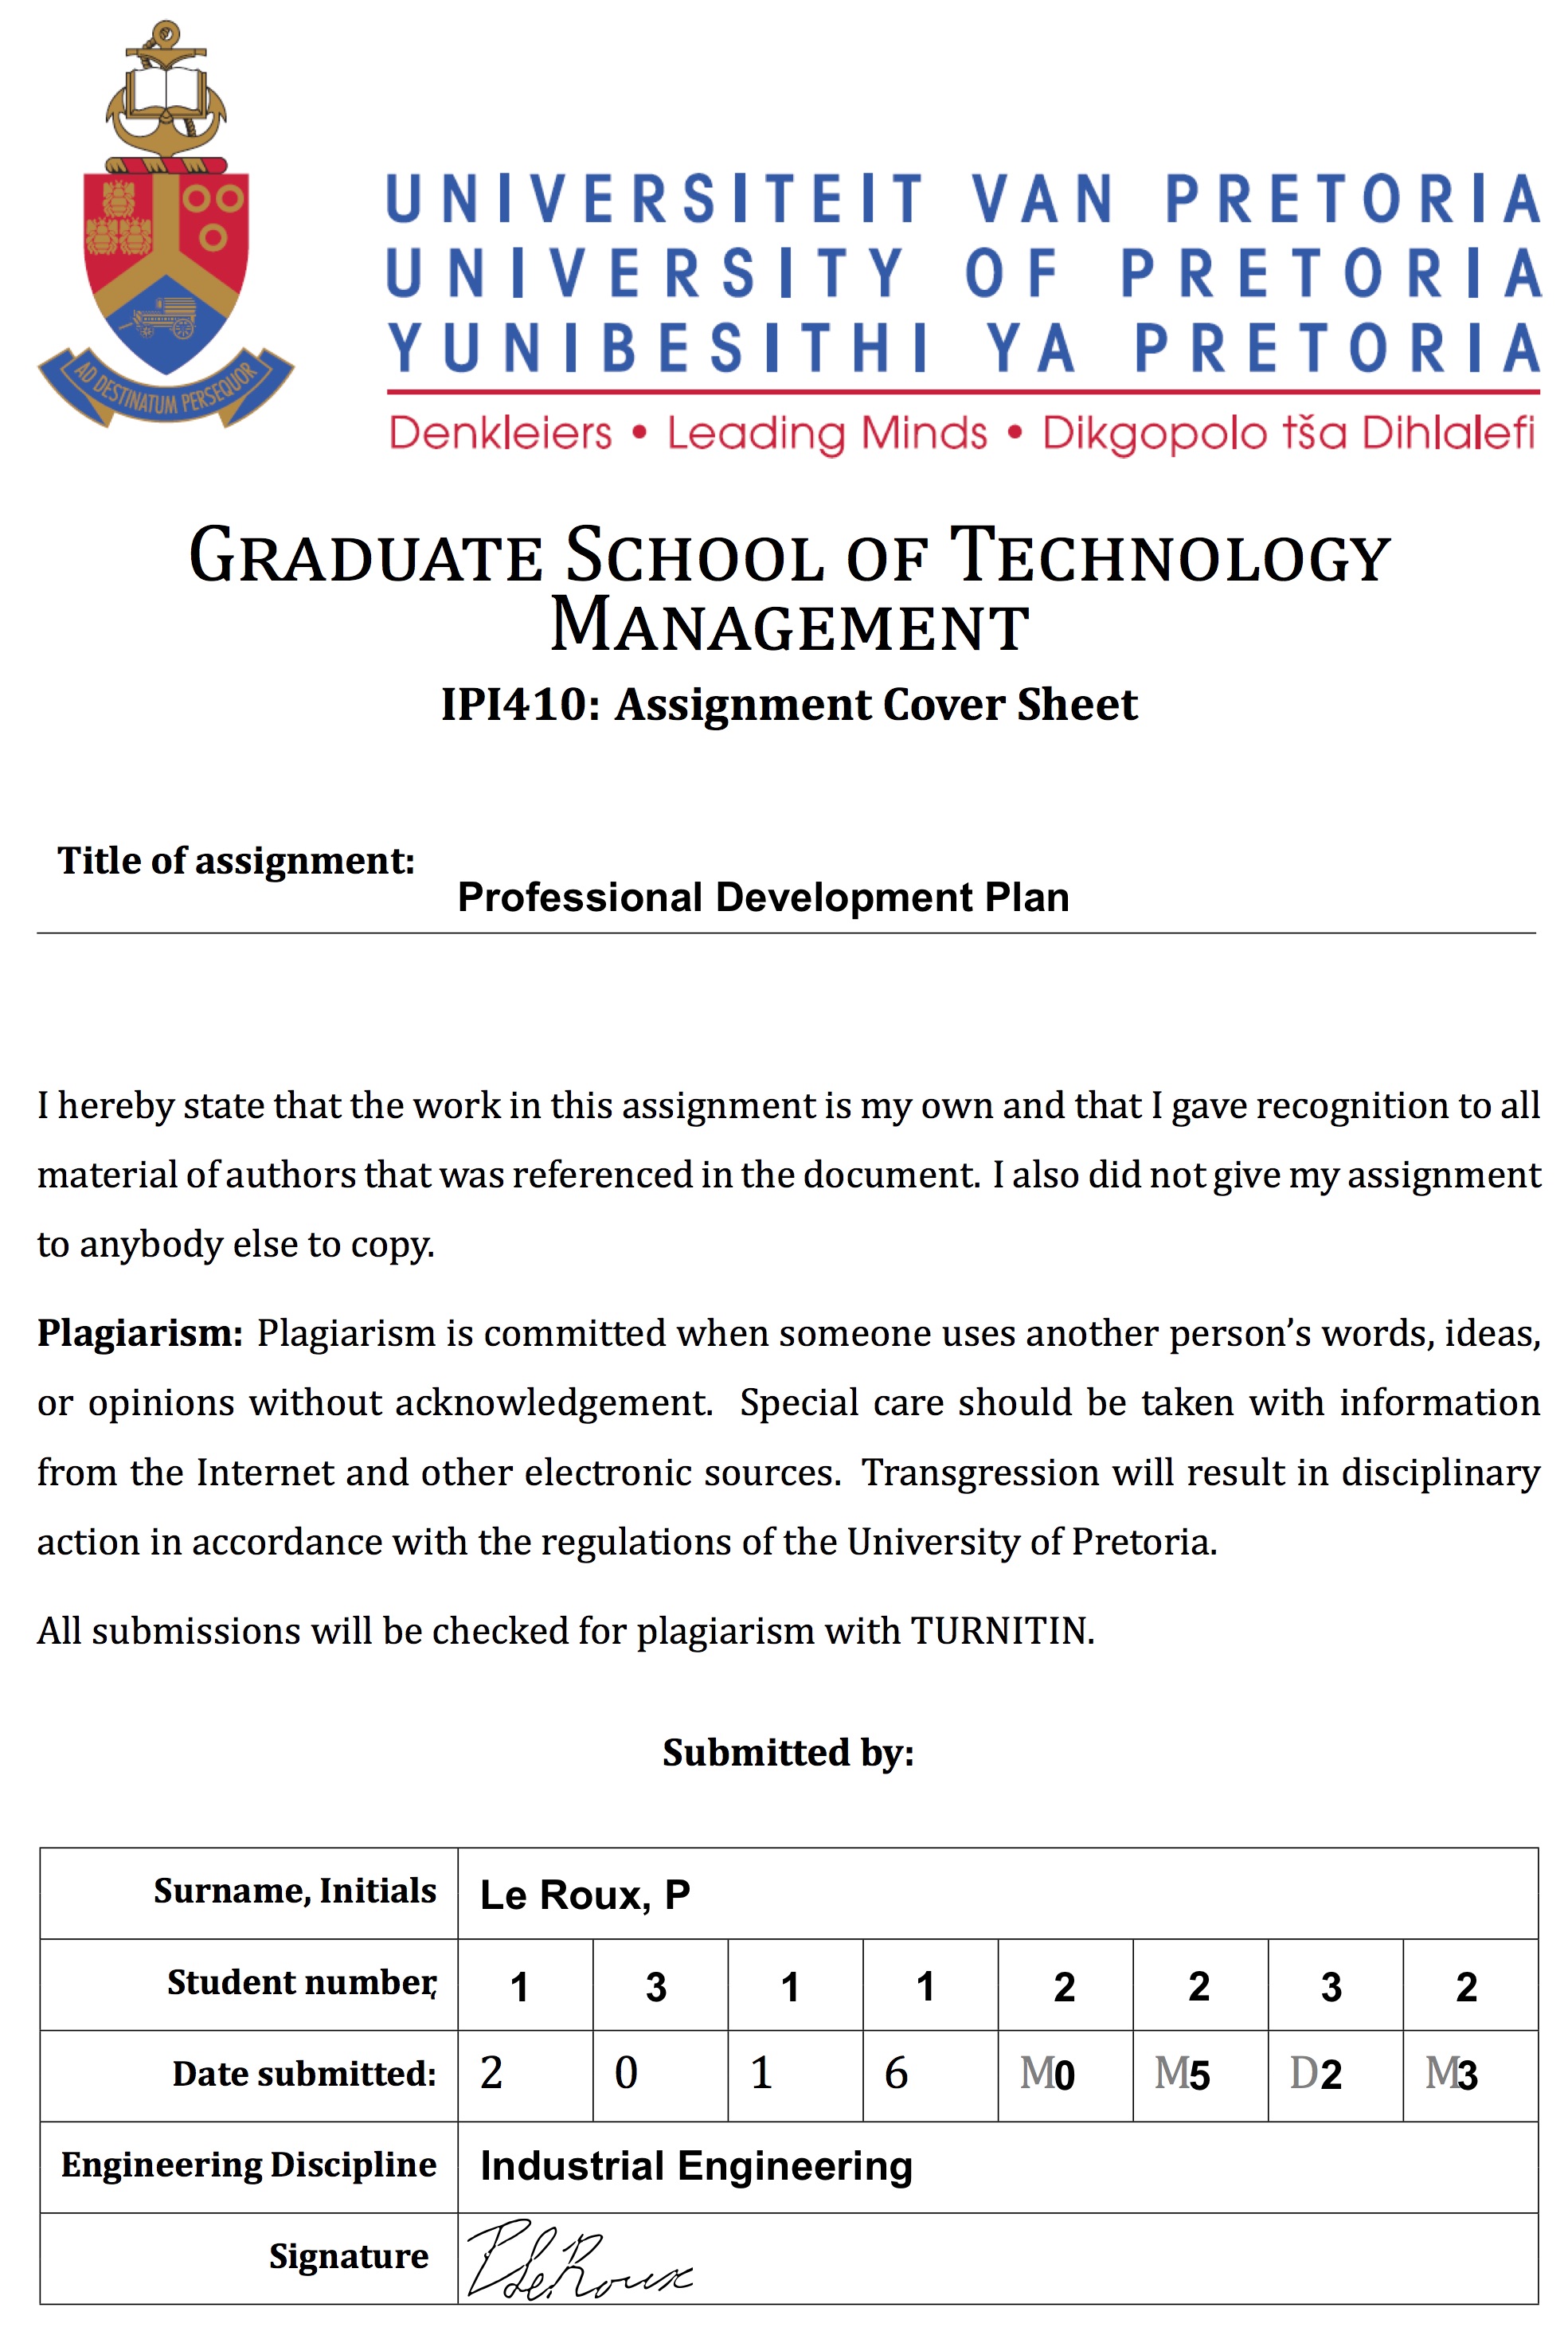 AD DESTINATUM PERSEQUOR
UNIVERSITEIT VAN PRETORIA
UNIVERSITY OF PRETORIA
YUNIBESITHI YA PRETORIA
Denkleiers • Leading Minds • Dikgopolo tša Dihlalefi
GRADUATE SCHOOL OF TECHNOLOGY
MANAGEMENT
IPI410: Assignment Cover Sheet
Title of assignment:
Professional Development Plan
I hereby state that the work in this assignment is my own and that I gave recognition to all
material of authors that was referenced in the document. I also did not give my assignment
to anybody else to copy.
Plagiarism: Plagiarism is committed when someone uses another person’s words, ideas,
or opinions without acknowledgement. Special care should be taken with information
from the Internet and other electronic sources. Transgression will result in disciplinary
action in accordance with the regulations of the University of Pretoria.
All submissions will be checked for plagiarism with TURNITIN.
Submitted by:
Surname, Initials Le Roux, P
Student number, 1 3 1 1 2 2 3 2
Date submitted: 2 0 1 6 M0 M5 D2 M3
Engineering Discipline Industrial Engineering
Signature P Le Roux